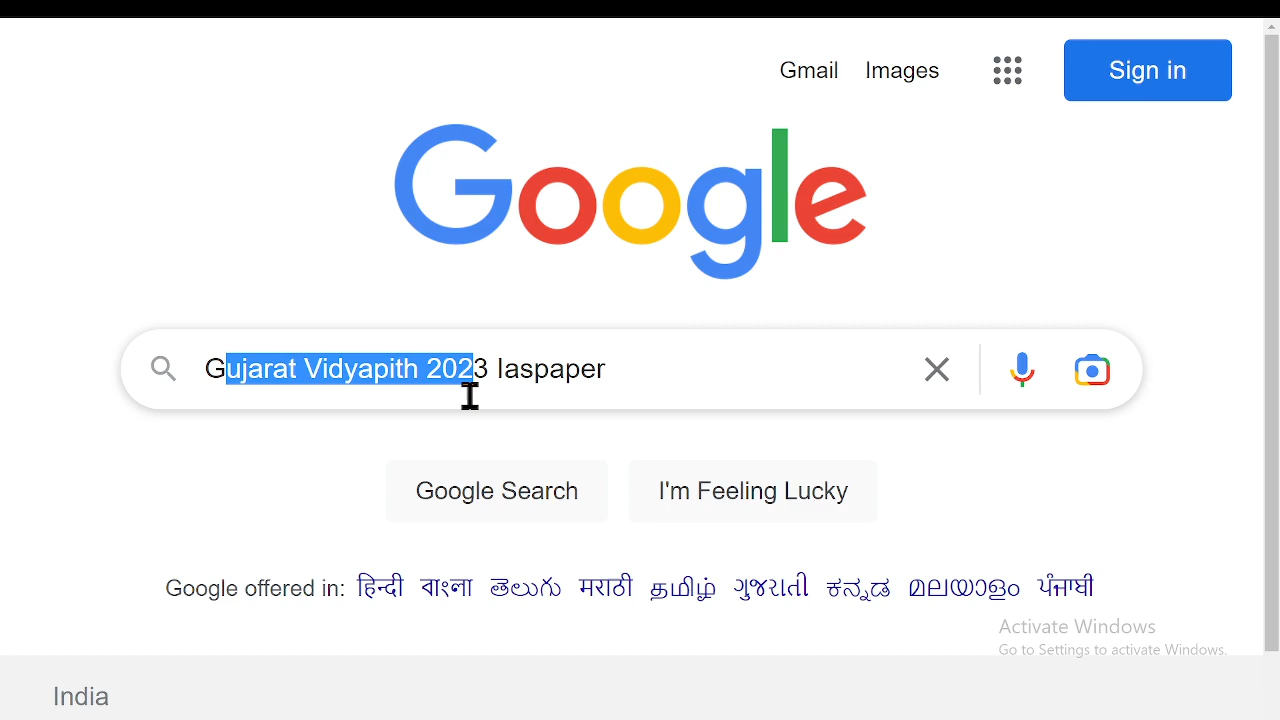 Gmail Images Sign in
Google
Gujarat Vidyapith 2023 Iaspaper
Google Search I'm Feeling Lucky
Google offered in: हिन्दी বাংলা తెలుగు मराठी தமிழ் ગુજરાતી ಕನ್ನಡ മലയാളം ਪੰਜਾਬੀ
Activate Windows
Go to Settings to activate Windows.
India